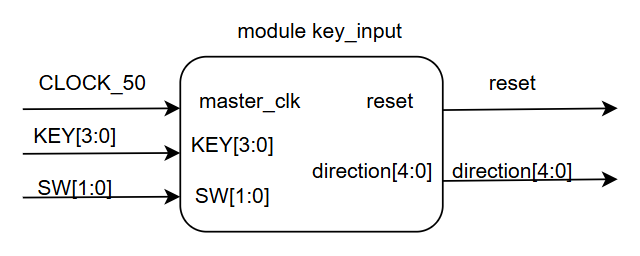 module key_input
CLOCK_50
master_clk
reset
reset
KEY[3:0]
KEY[3:0]
direction[4:0]
direction[4:0]
SW[1:0]
SW[1:0]